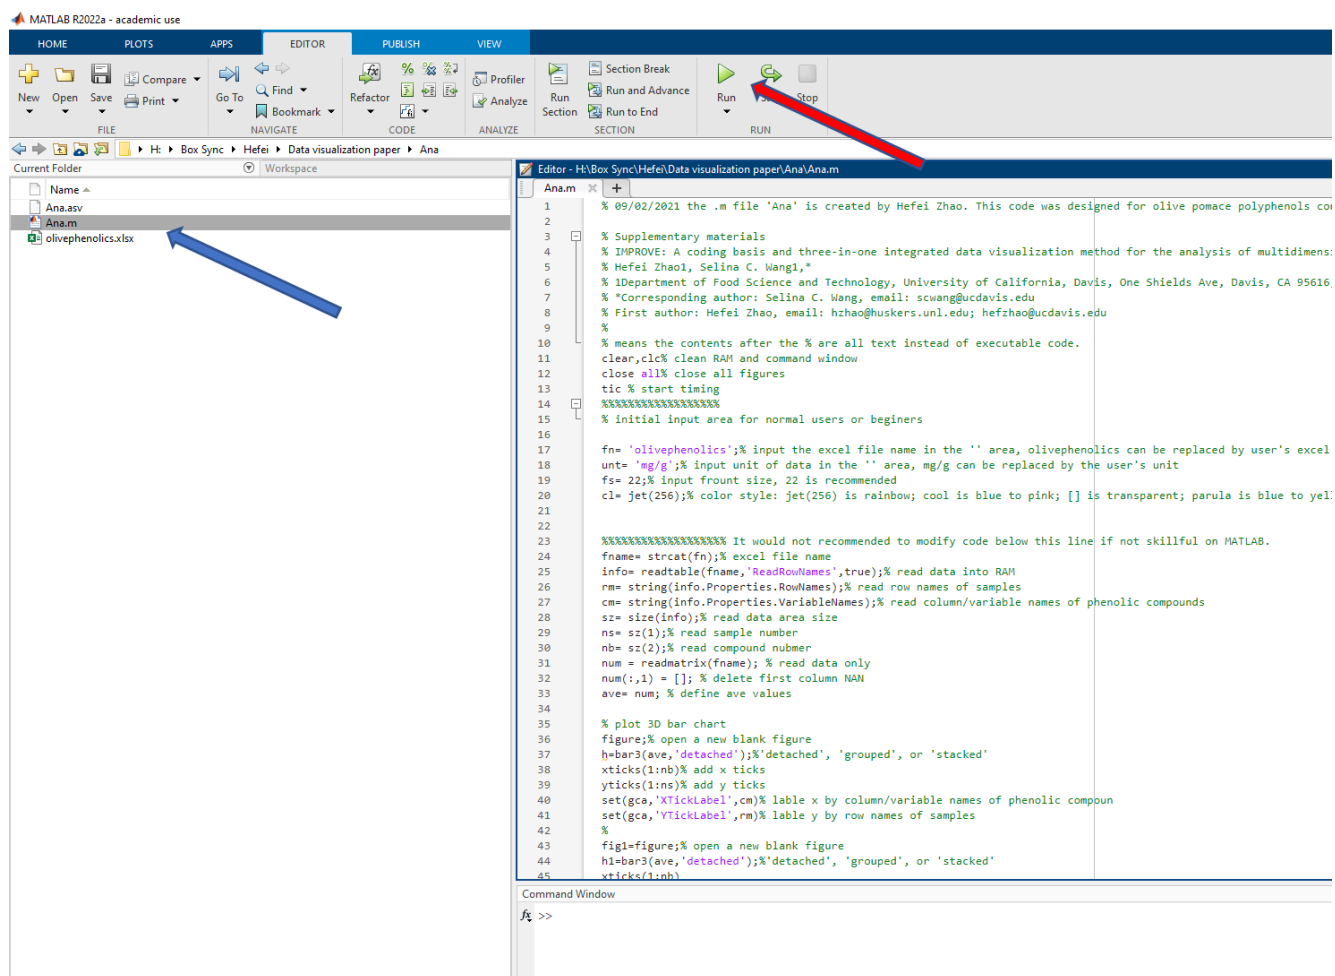 MATLAB R2022a - academic use
HOME PLOTS APPS EDITOR PUBLISH VIEW
New Open Save Compare Print
Go To Find Bookmark
Refactor
Profiler Analyze
Run Section Section Break Run and Advance Run to End
Run Stop
FILE NAVIGATE CODE ANALYZE SECTION RUN
H: Box Sync Hefei Data visualization paper Ana
Current Folder Workspace
Name
Ana.asv
Ana.m
olivephenolics.xlsx
Editor - H:\Box Sync\Hefei\Data visualization paper\Ana\Ana.m
Ana.m +
1 % 09/02/2021 the .m file 'Ana' is created by Hefei Zhao. This code was designed for olive pomace polyphenols
2
3 % Supplementary materials
4 % IMPROVE: A coding basis and three-in-one integrated data visualization method for the analysis of
5 % Hefei Zhao1, Selina C. Wang1,*
6 % 1Department of Food Science and Technology, University of California, Davis, One Shields Ave, Davis, CA 95616,
7 % *Corresponding author: Selina C. Wang, email: scwang@ucdavis.edu
8 % First author: Hefei Zhao, email: hzhao@huskers.unl.edu; hefzhao@ucdavis.edu
9 %
10 % means the contents after the % are all text instead of executable code.
11 clear,clc% clean RAM and command window
12 close all% close all figures
13 tic % start timing
14 %%%%%%%%%%%%%%%%%%
15 % initial input area for normal users or beginers
16
17 fn= 'olivephenolics';% input the excel file name in the '' area, olivephenolics can be replaced by user's excel
18 unt= 'mg/g';% input unit of data in the '' area, mg/g can be replaced by the user's unit
19 fs= 22;% input frount size, 22 is recommended
20 cl= jet(256);% color style: jet(256) is rainbow; cool is blue to pink; [] is transparent; parula is blue to
21
22
23 %%%%%%%%%%%%%%%%%%% It would not recommended to modify code below this line if not skillful on MATLAB.
24 fname= strcat(fn);% excel file name
25 info= readtable(fname,'ReadRowNames',true);% read data into RAM
26 rm= string(info.Properties.RowNames);% read row names of samples
27 cm= string(info.Properties.VariableNames);% read column/variable names of phenolic compounds
28 sz= size(info);% read data area size
29 ns= sz(1);% read sample number
30 nb= sz(2);% read compound nubmer
31 num = readmatrix(fname); % read data only
32 num(:,1) = []; % delete first column NAN
33 ave= num; % define ave values
34
35 % plot 3D bar chart
36 figure;% open a new blank figure
37 h=bar3(ave,'detached');%'detached', 'grouped', or 'stacked'
38 xticks(1:nb)% add x ticks
39 yticks(1:ns)% add y ticks
40 set(gca,'XTickLabel',cm)% lable x by column/variable names of phenolic compoun
41 set(gca,'YTickLabel',rm)% lable y by row names of samples
42 %
43 fig1=figure;% open a new blank figure
44 h1=bar3(ave,'detached');%'detached', 'grouped', or 'stacked'
45 xticks(1:nb)
Command Window
fx >>